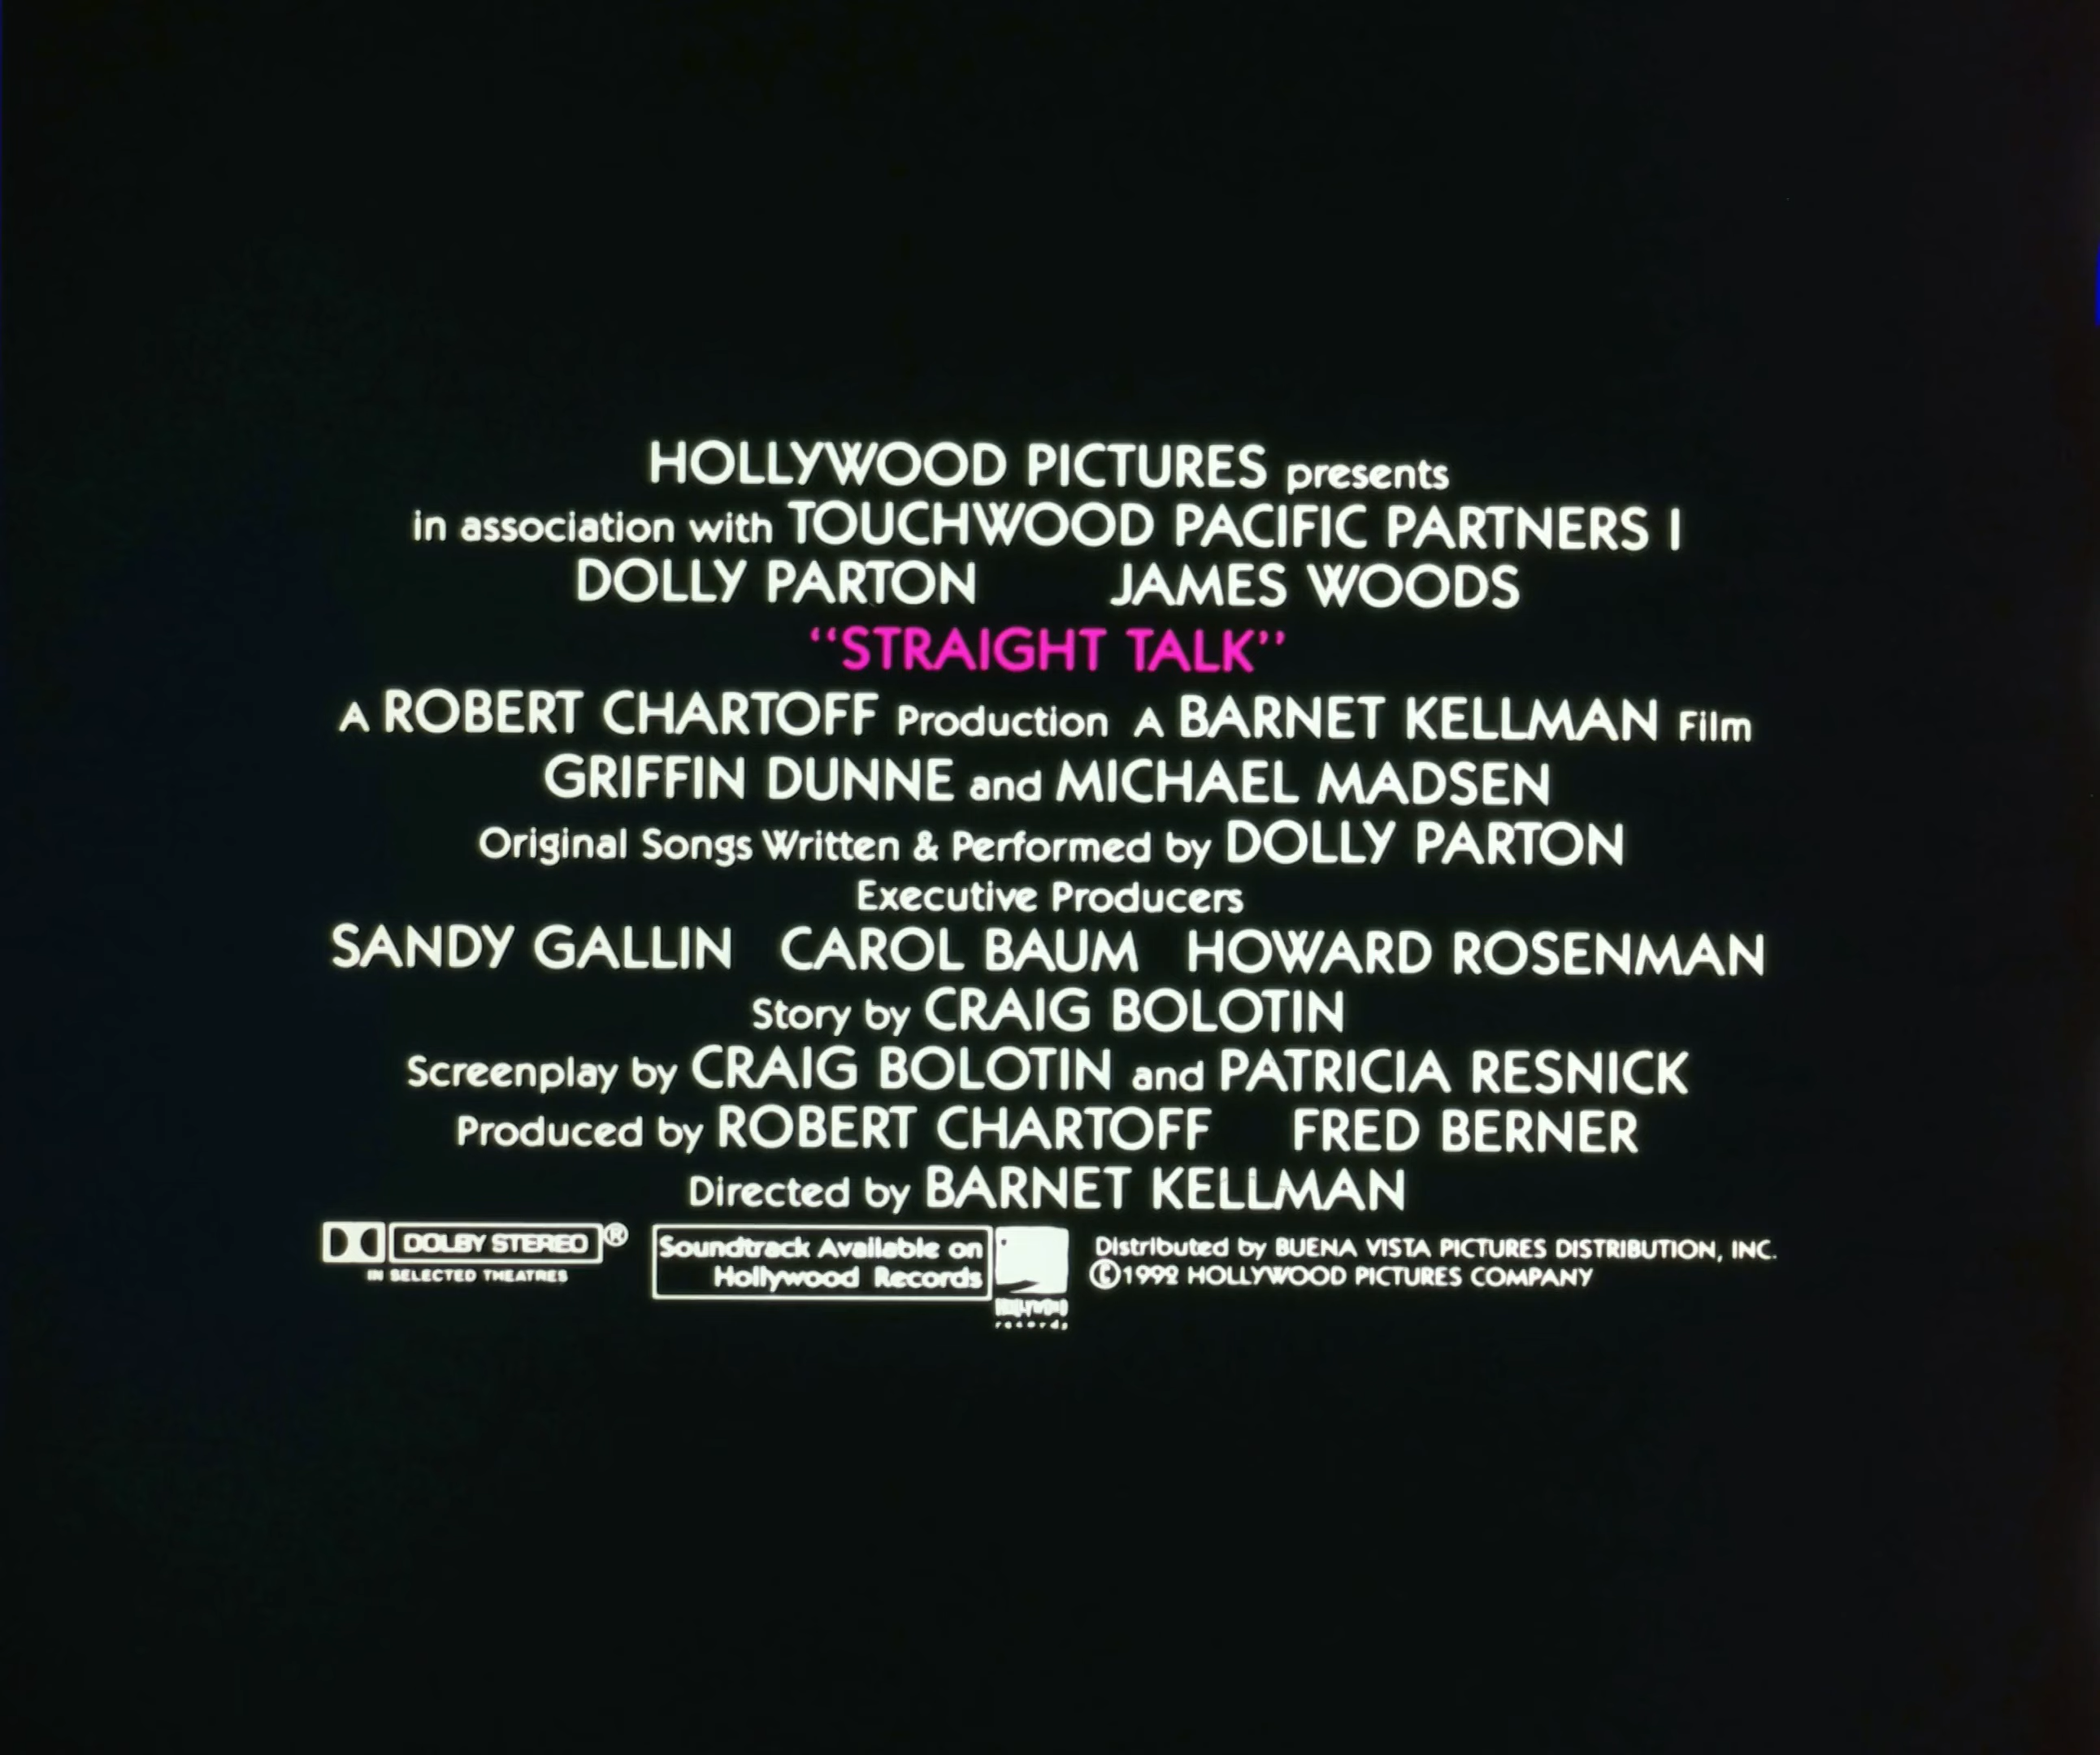 HOLLYWOOD PICTURES presents
in association with TOUCHWOOD PACIFIC PARTNERS I
DOLLY PARTON JAMES WOODS
“STRAIGHT TALK”
A ROBERT CHARTOFF Production A BARNET KELLMAN Film
GRIFFIN DUNNE and MICHAEL MADSEN
Original Songs Written & Performed by DOLLY PARTON
Executive Producers
SANDY GALLIN CAROL BAUM HOWARD ROSENMAN
Story by CRAIG BOLOTIN
Screenplay by CRAIG BOLOTIN and PATRICIA RESNICK
Produced by ROBERT CHARTOFF FRED BERNER
Directed by BARNET KELLMAN
DOLBY STEREO®
IN SELECTED THEATRES
Soundtrack Available on
Hollywood Records
HOLLYWOOD
records
Distributed by BUENA VISTA PICTURES DISTRIBUTION, INC.
©1992 HOLLYWOOD PICTURES COMPANY